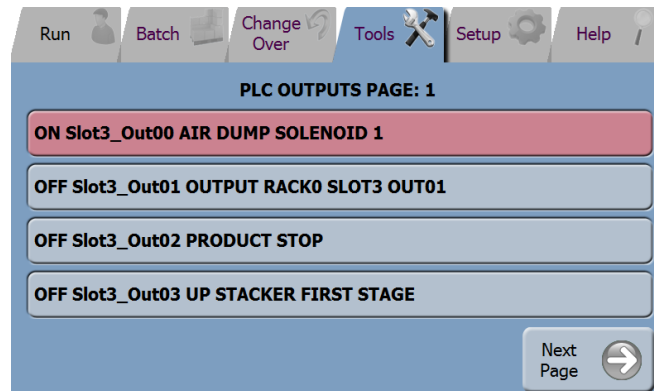 Run
Batch
Change
Over
Tools
Setup
Help
PLC OUTPUTS PAGE: 1
ON Slot3_Out00 AIR DUMP SOLENOID 1
OFF Slot3_Out01 OUTPUT RACK0 SLOT3 OUT01
OFF Slot3_Out02 PRODUCT STOP
OFF Slot3_Out03 UP STACKER FIRST STAGE
Next
Page